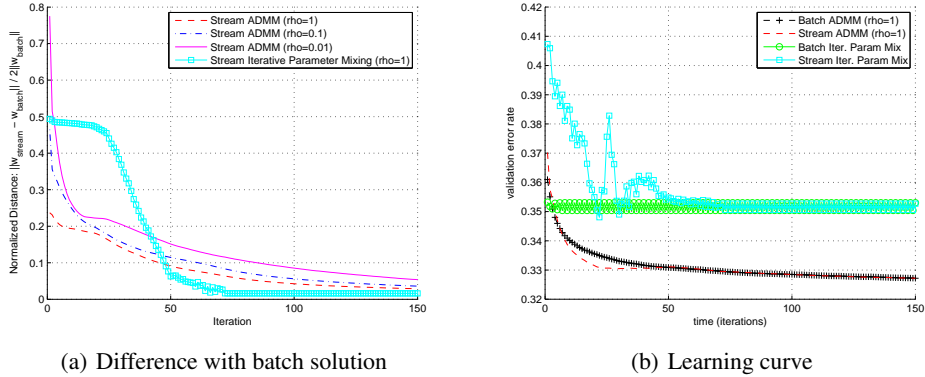 0.8
0.7
0.6
0.5
0.4
0.3
0.2
0.1
0
Normalized Distance: ||w_stream − w_batch|| / 2||w_batch||
Stream ADMM (rho=1)
Stream ADMM (rho=0.1)
Stream ADMM (rho=0.01)
Stream Iterative Parameter Mixing (rho=1)
0 50 100 150
Iteration
(a) Difference with batch solution
0.42
0.41
0.4
0.39
0.38
0.37
0.36
0.35
0.34
0.33
0.32
validation error rate
Batch ADMM (rho=1)
Stream ADMM (rho=1)
Batch Iter. Param Mix
Stream Iter. Param Mix
0 50 100 150
time (iterations)
(b) Learning curve